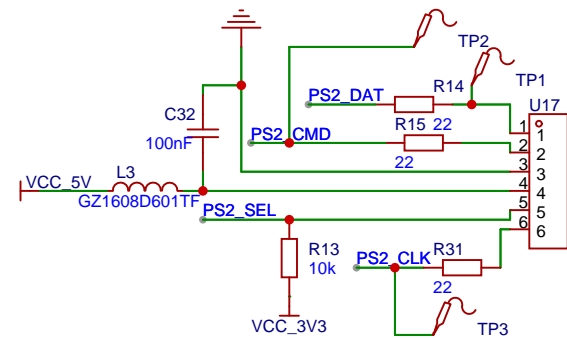 TP2
TP1
R14
PS2_DAT
U17
C32
R15
22
1
1
PS2_CMD
100nF
22
2
2
3
3
L3
VCC_5V
4
4
GZ1608D601TF
PS2_SEL
5
5
6
6
R13
10k
PS2_CLK
R31
22
VCC_3V3
TP3